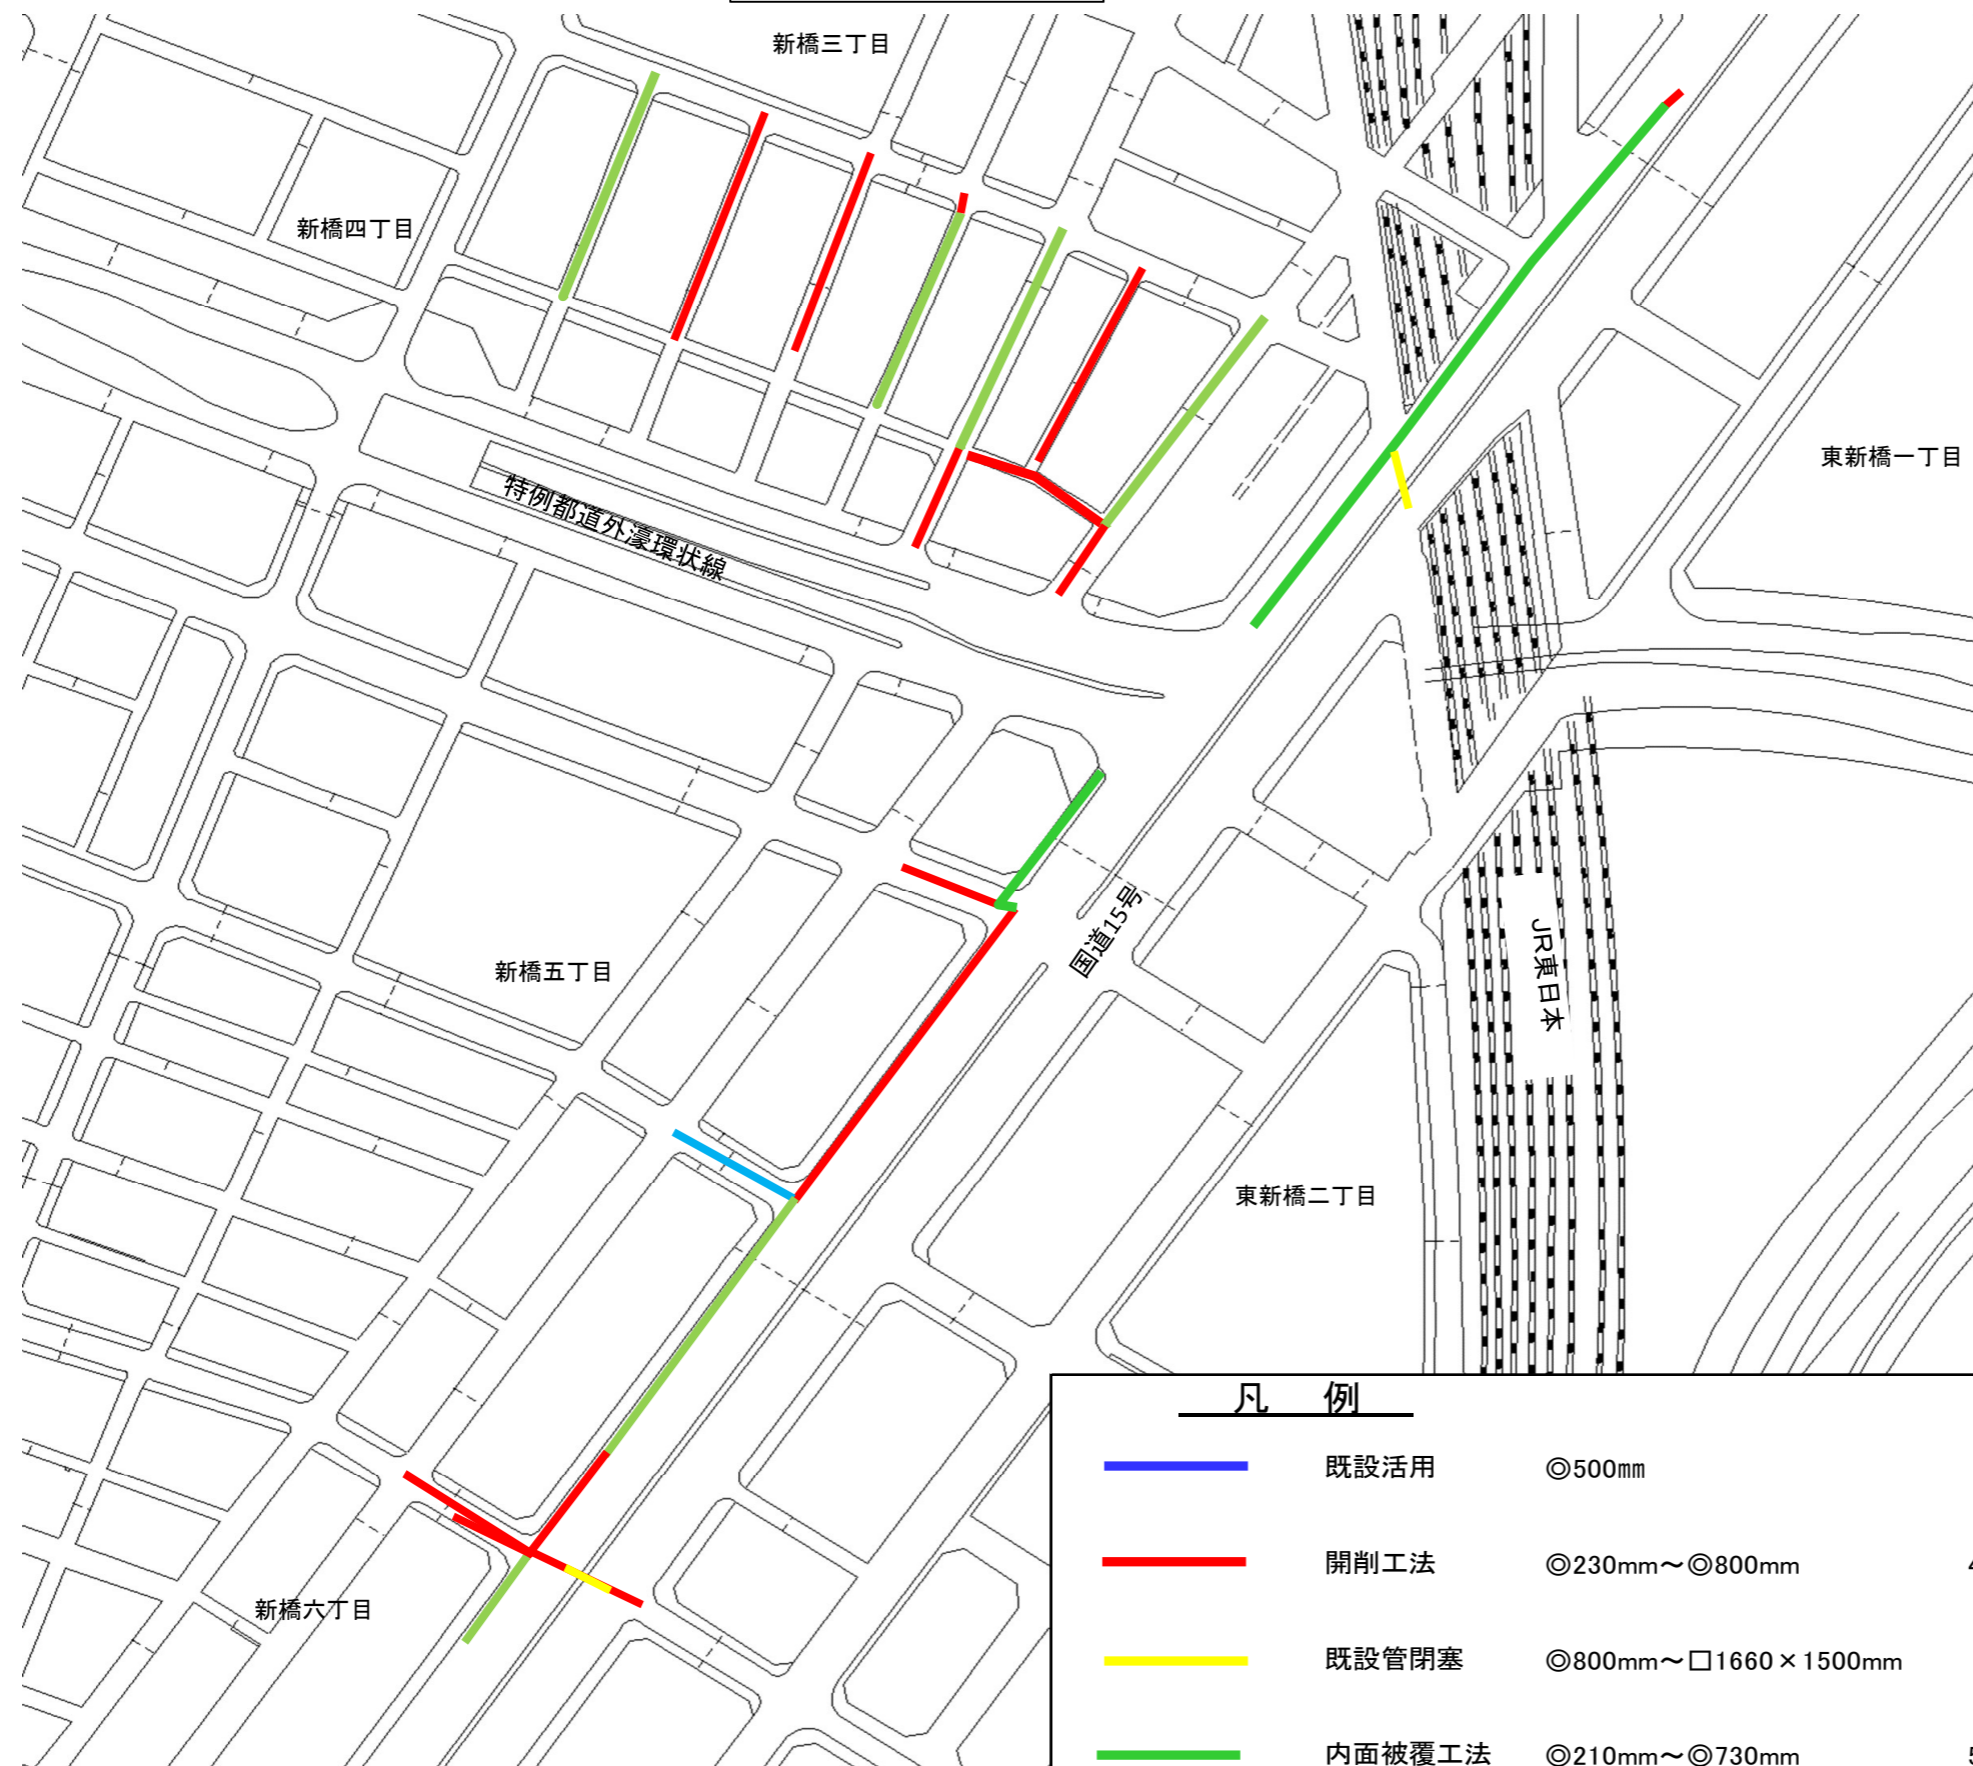 新橋三丁目
新橋四丁目
東新橋一丁目
特例都道外濠環状線
国道15号
JR東日本
新橋五丁目
東新橋二丁目
新橋六丁目
凡 例
既設活用 ◎500㎜
開削工法 ◎230mm～◎800mm
既設管閉塞 ◎800mm～□1660×1500mm
内面被覆工法 ◎210mm～◎730mm